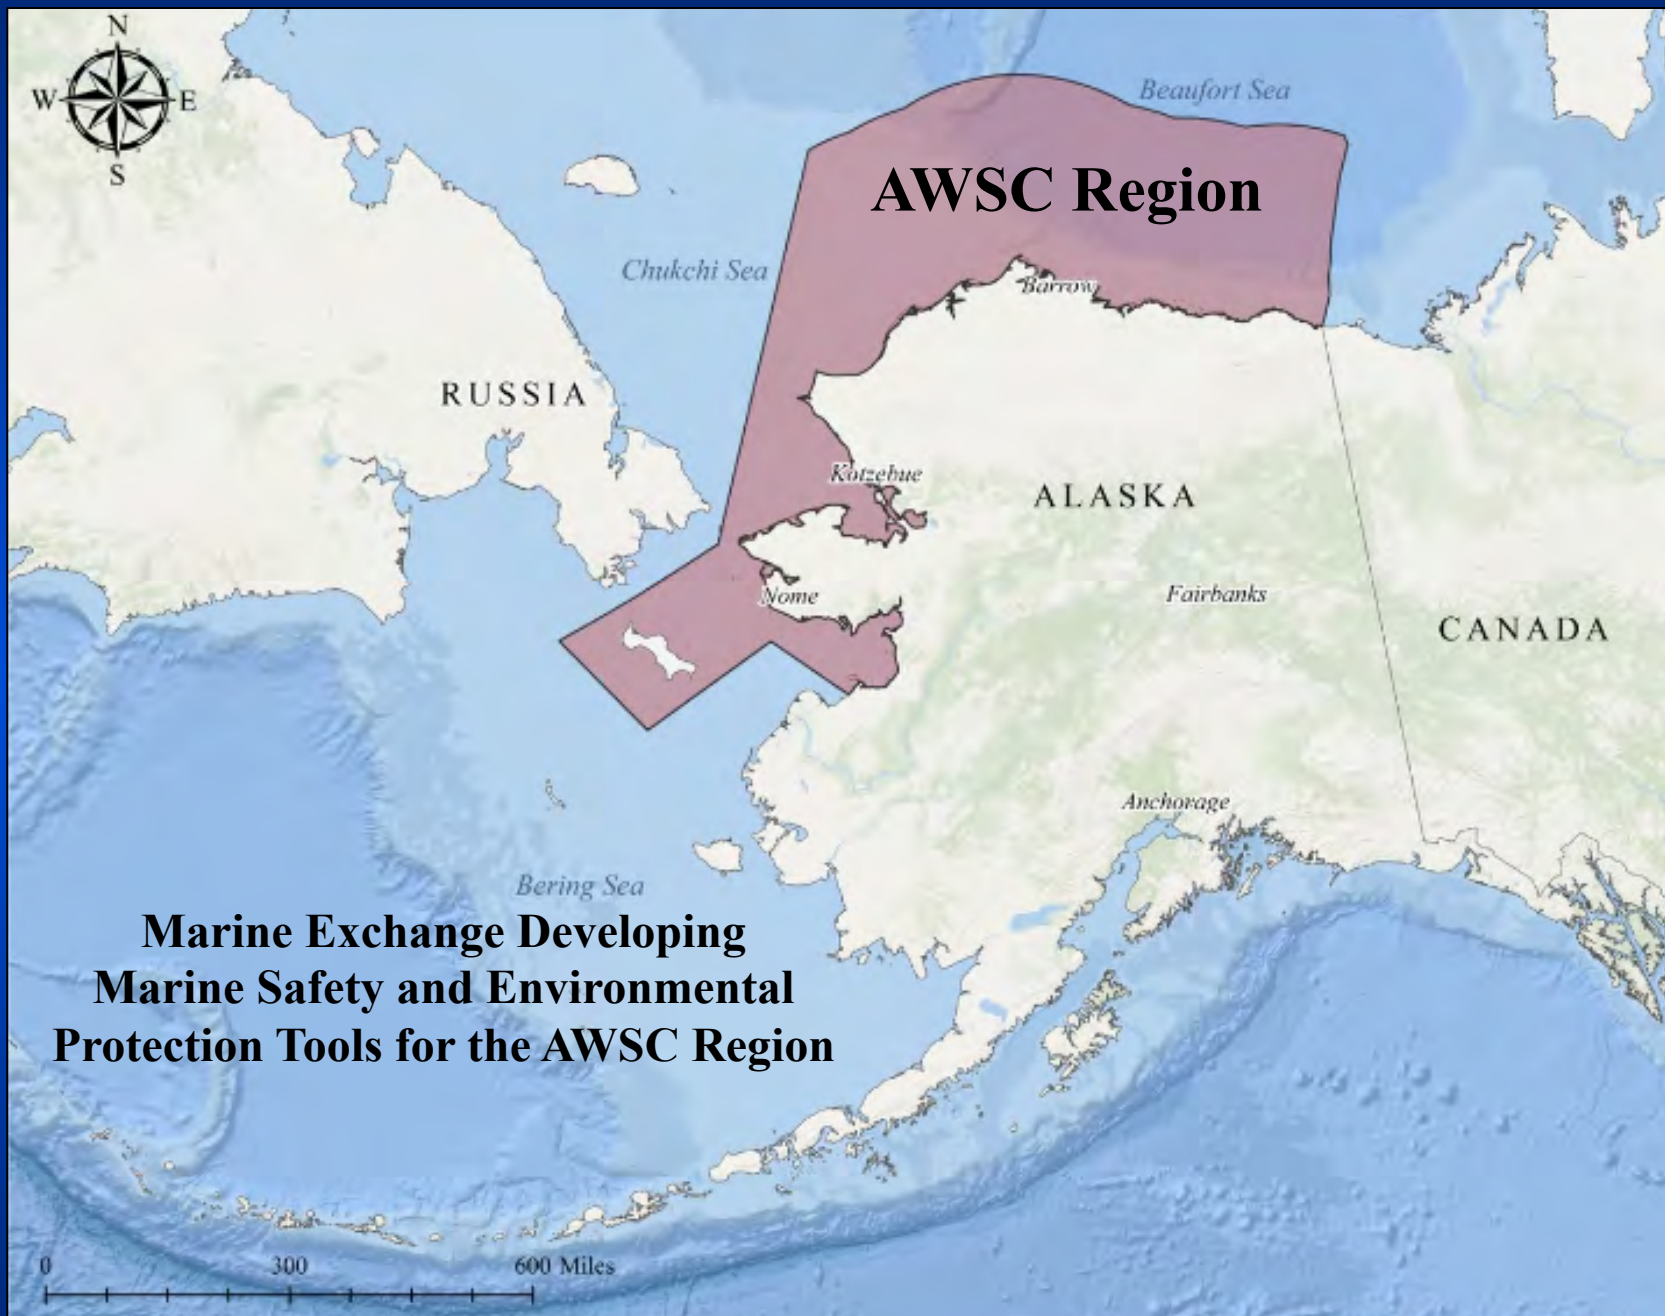 N
W E
S
Beaufort Sea
AWSC Region
Chukchi Sea
Barrow
RUSSIA
Kotzebue
ALASKA
Nome
Fairbanks
CANADA
Anchorage
Bering Sea
Marine Exchange Developing
Marine Safety and Environmental
Protection Tools for the AWSC Region
0 300 600 Miles